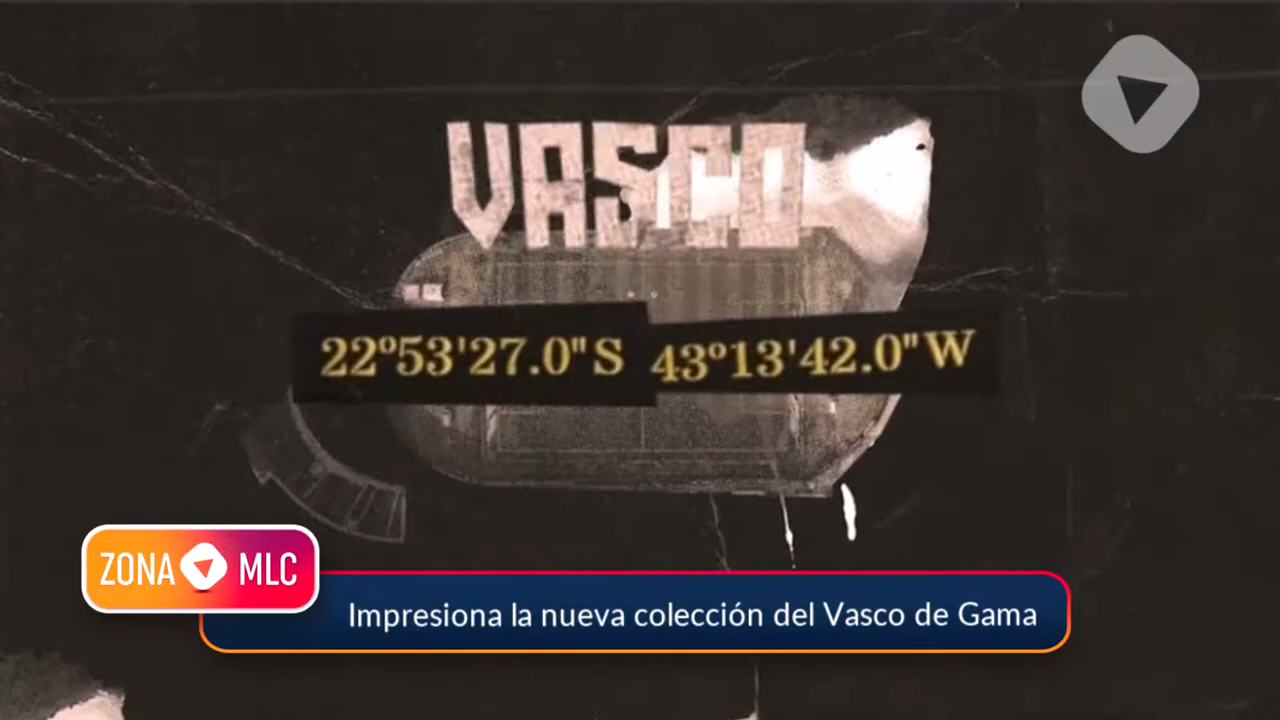 VASCO
22º53'27.0"S 43º13'42.0"W
ZONA MLC
Impresiona la nueva colección del Vasco de Gama